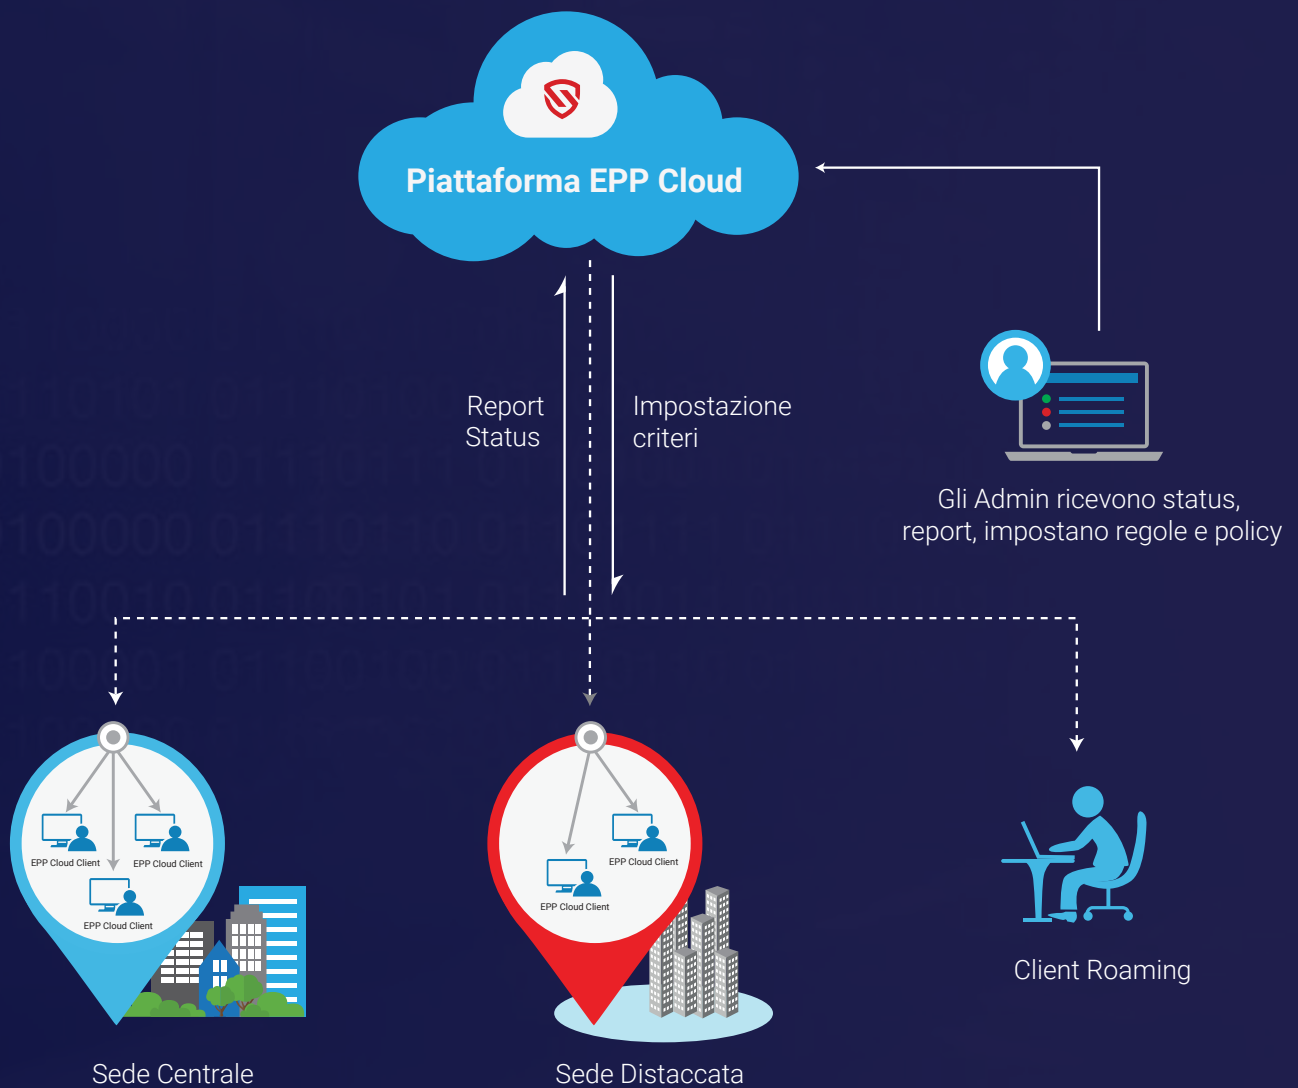 Piattaforma EPP Cloud
Report
Status
Impostazione
criteri
Gli Admin ricevono status,
report, impostano regole e policy
EPP Cloud Client
EPP Cloud Client
EPP Cloud Client
EPP Cloud Client
EPP Cloud Client
Client Roaming
Sede Centrale
Sede Distaccata